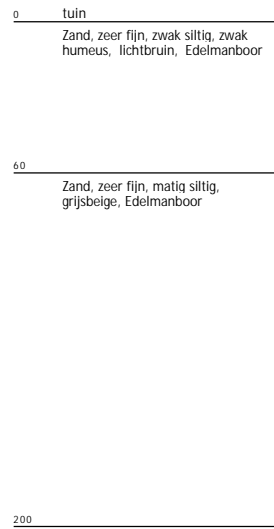 0 tuin
Zand, zeer fijn, zwak siltig, zwak
humeus, lichtbruin, Edelmanboor
60
Zand, zeer fijn, matig siltig,
grijsbeige, Edelmanboor
200